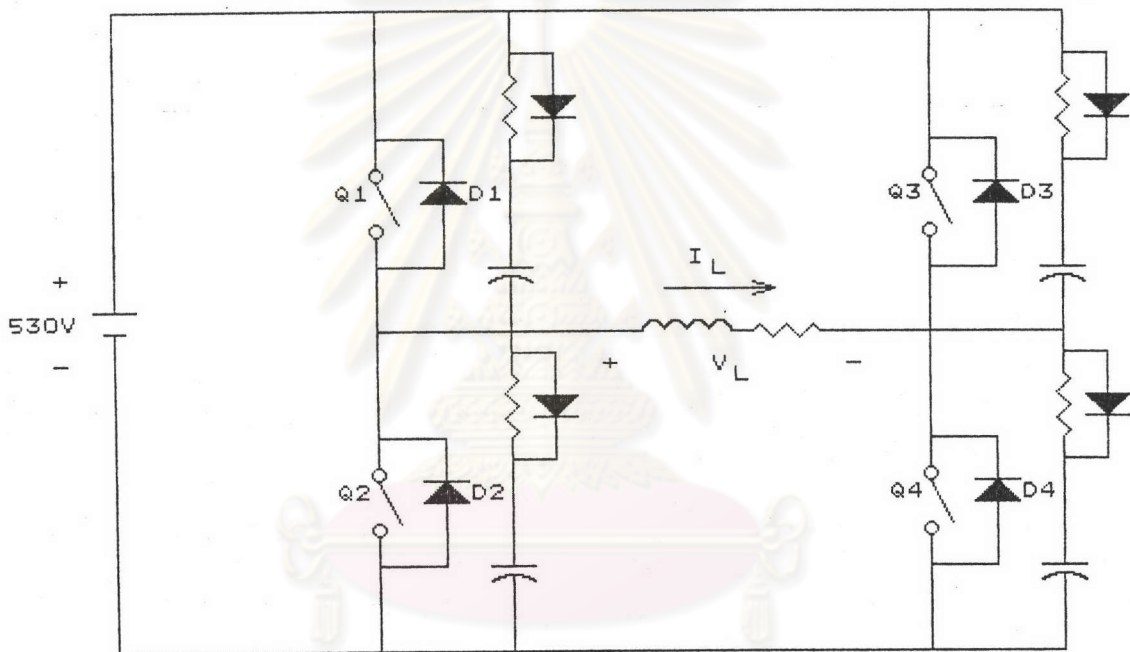 Q1
D1
Q3
D3
I L
+
530V
-
+
V L
-
Q2
D2
Q4
D4